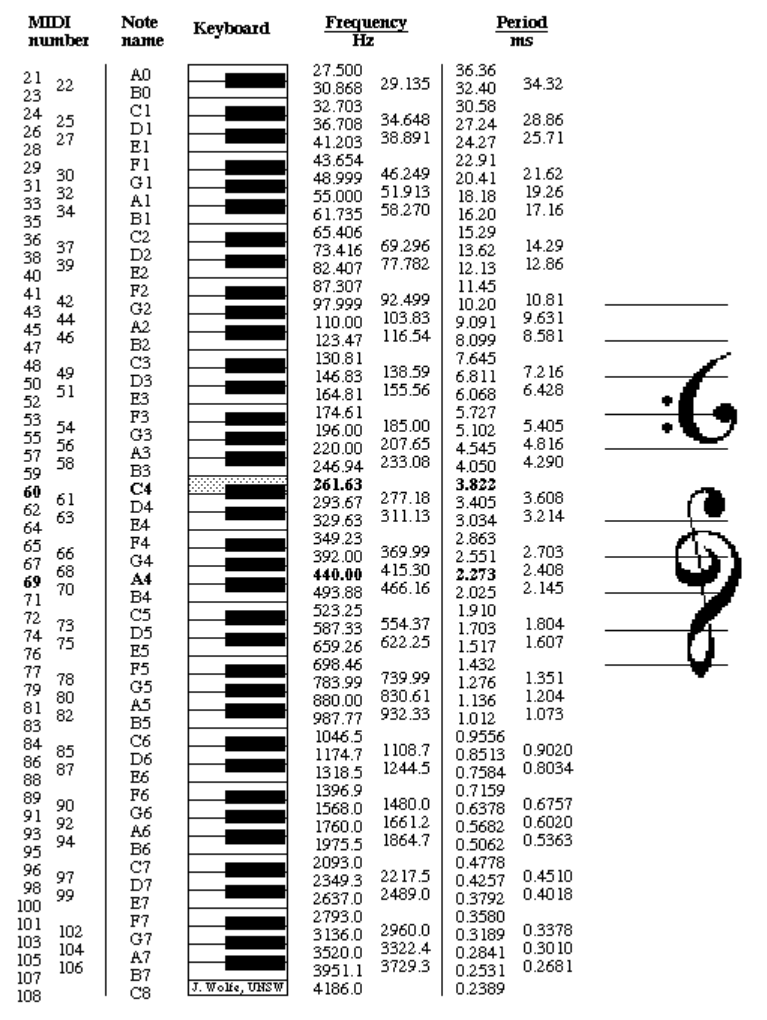 MIDI number Note name Keyboard Frequency Hz Period ms
21 A0 27.500 36.36
22 29.135 34.32
23 B0 30.868 32.40
24 C1 32.703 30.58
25 34.648 28.86
26 D1 36.708 27.24
27 38.891 25.71
28 E1 41.203 24.27
29 F1 43.654 22.91
30 46.249 21.62
31 G1 48.999 20.41
32 51.913 19.26
33 A1 55.000 18.18
34 58.270 17.16
35 B1 61.735 16.20
36 C2 65.406 15.29
37 69.296 14.29
38 D2 73.416 13.62
39 77.782 12.86
40 E2 82.407 12.13
41 F2 87.307 11.45
42 92.499 10.81
43 G2 97.999 10.20
44 103.83 9.631
45 A2 110.00 9.091
46 116.54 8.581
47 B2 123.47 8.099
48 C3 130.81 7.645
49 138.59 7.216
50 D3 146.83 6.811
51 155.56 6.428
52 E3 164.81 6.068
53 F3 174.61 5.727
54 185.00 5.405
55 G3 196.00 5.102
56 207.65 4.816
57 A3 220.00 4.545
58 233.08 4.290
59 B3 246.94 4.050
60 C4 261.63 3.822
61 277.18 3.608
62 D4 293.67 3.405
63 311.13 3.214
64 E4 329.63 3.034
65 F4 349.23 2.863
66 369.99 2.703
67 G4 392.00 2.551
68 415.30 2.408
69 A4 440.00 2.273
70 466.16 2.145
71 B4 493.88 2.025
72 C5 523.25 1.910
73 554.37 1.804
74 D5 587.33 1.703
75 622.25 1.607
76 E5 659.26 1.517
77 F5 698.46 1.432
78 739.99 1.351
79 G5 783.99 1.276
80 830.61 1.204
81 A5 880.00 1.136
82 932.33 1.073
83 B5 987.77 1.012
84 C6 1046.5 0.9556
85 1108.7 0.9020
86 D6 1174.7 0.8513
87 1244.5 0.8034
88 E6 1318.5 0.7584
89 F6 1396.9 0.7159
90 1480.0 0.6757
91 G6 1568.0 0.6378
92 1661.2 0.6020
93 A6 1760.0 0.5682
94 1864.7 0.5363
95 B6 1975.5 0.5062
96 C7 2093.0 0.4778
97 2217.5 0.4510
98 D7 2349.3 0.4257
99 2489.0 0.4018
100 E7 2637.0 0.3792
101 F7 2793.0 0.3580
102 2960.0 0.3378
103 G7 3136.0 0.3189
104 3322.4 0.3010
105 A7 3520.0 0.2841
106 3729.3 0.2681
107 B7 3951.1 0.2531
108 C8 J. Wolfe, UNSW 4186.0 0.2389